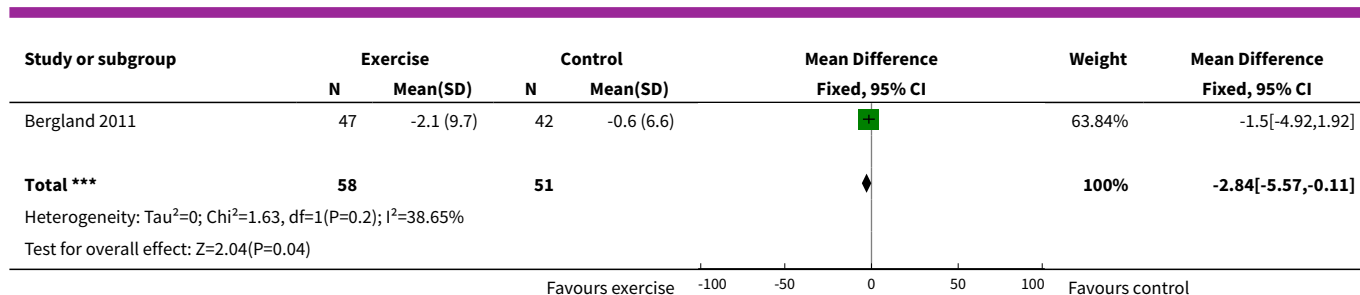 Study or subgroup Exercise Control Mean Difference Weight Mean Difference
N Mean(SD) N Mean(SD) Fixed, 95% CI Fixed, 95% CI
Bergland 2011 47 -2.1 (9.7) 42 -0.6 (6.6) 63.84% -1.5[-4.92,1.92]
Total *** 58 51 100% -2.84[-5.57,-0.11]
Heterogeneity: Tau²=0; Chi²=1.63, df=1(P=0.2); I²=38.65%
Test for overall effect: Z=2.04(P=0.04)
Favours exercise -100 -50 0 50 100 Favours control